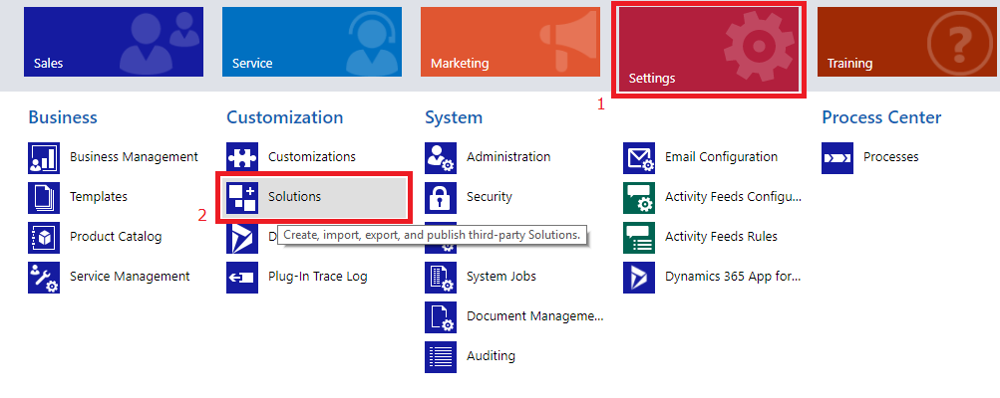 Sales
Service
Marketing
Settings
Training
1
Business
Business Management
Templates
Product Catalog
Service Management
Customization
Customizations
2
Solutions
Create, import, export, and publish third-party Solutions.
D
Plug-In Trace Log
System
Administration
Security
System Jobs
Document Manageme...
Auditing
Email Configuration
Activity Feeds Configu...
Activity Feeds Rules
Dynamics 365 App for...
Process Center
Processes